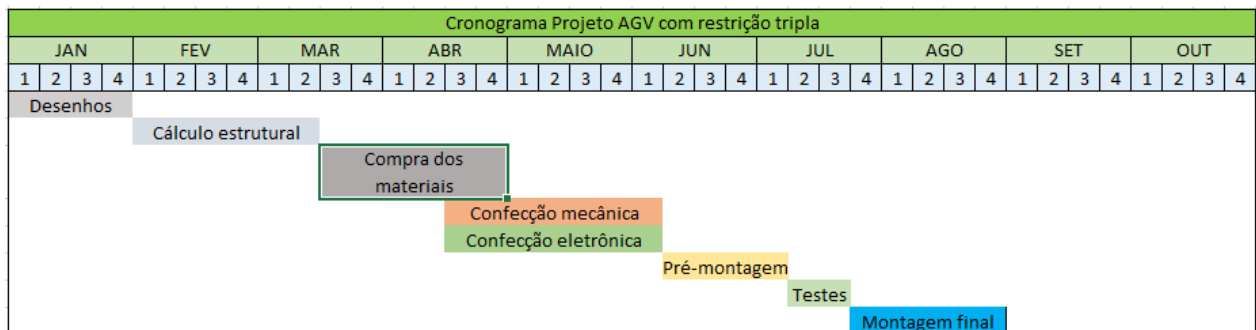 Cronograma Projeto AGV com restrição tripla
JAN FEV MAR ABR MAIO JUN JUL AGO SET OUT
1 2 3 4 1 2 3 4 1 2 3 4 1 2 3 4 1 2 3 4 1 2 3 4 1 2 3 4 1 2 3 4 1 2 3 4 1 2 3 4
Desenhos
Cálculo estrutural
Compra dos
materiais
Confecção mecânica
Confecção eletrônica
Pré-montagem
Testes
Montagem final